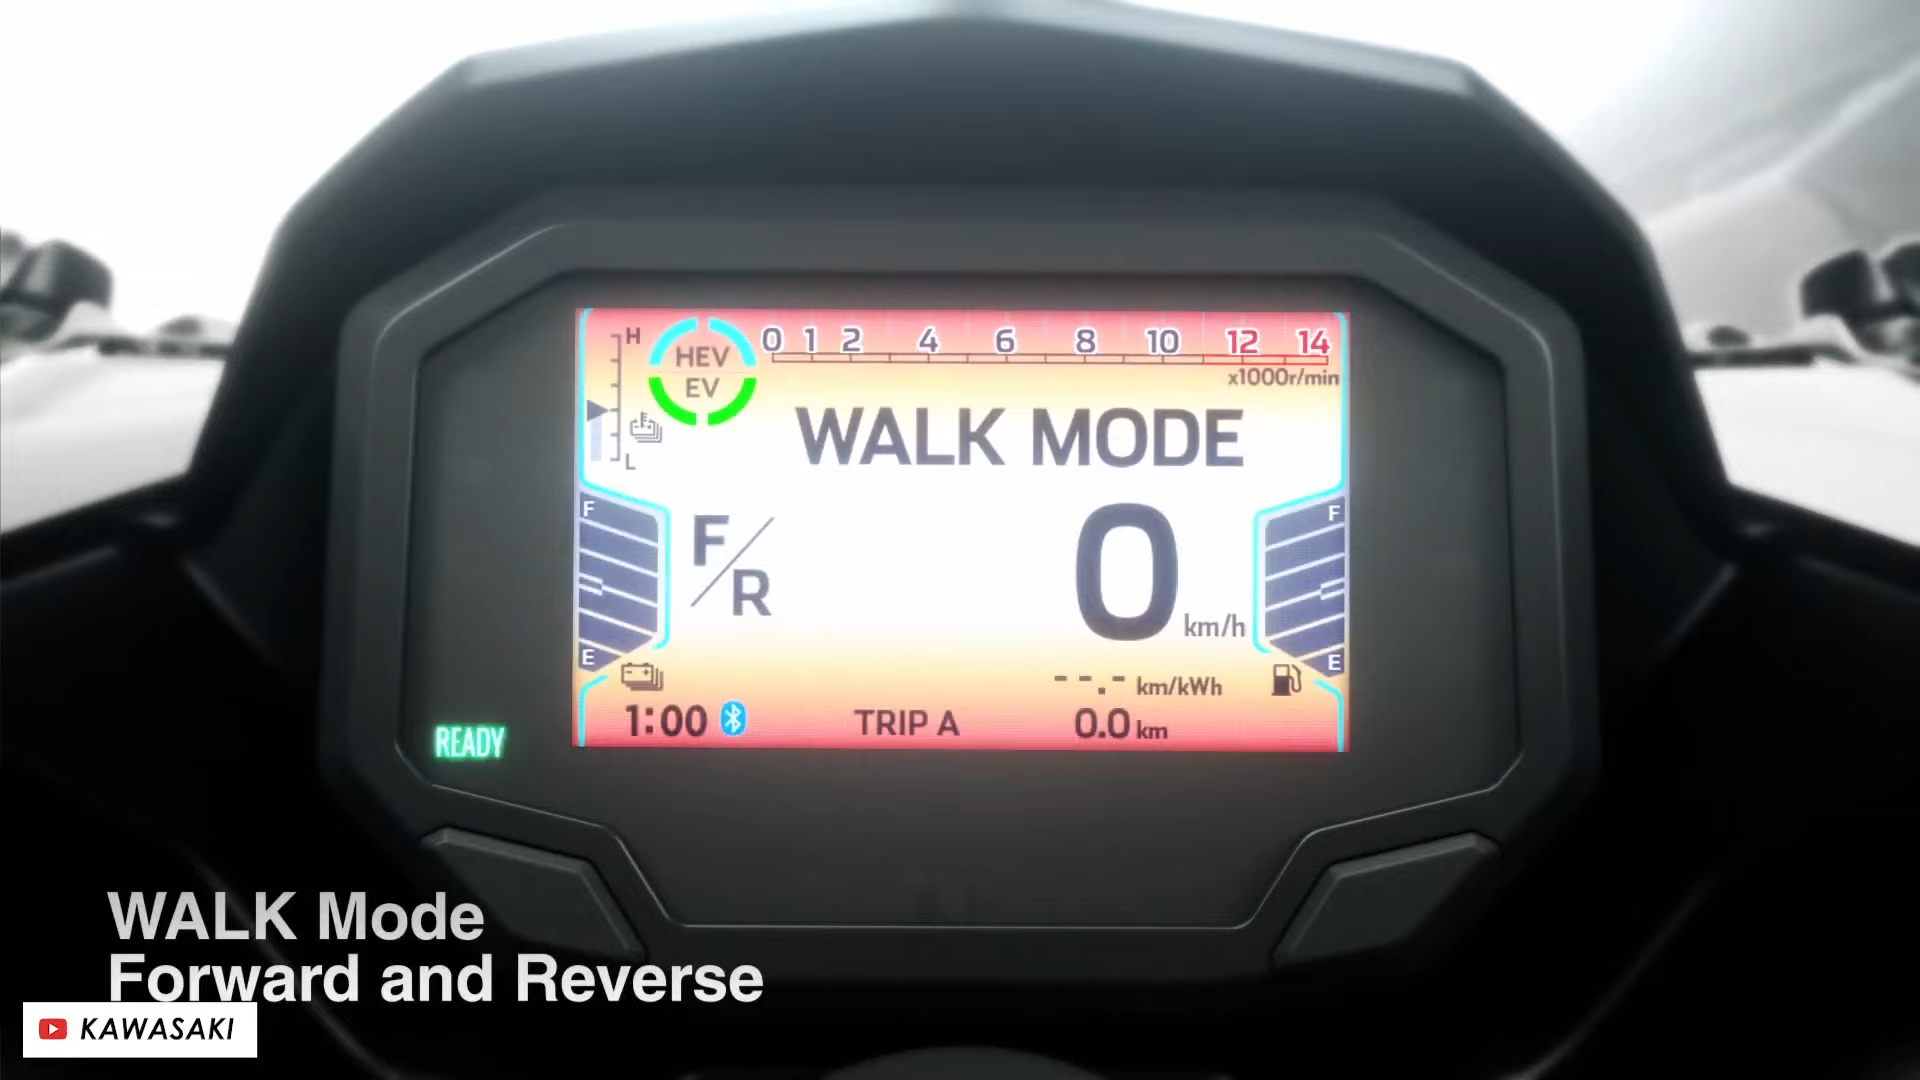 H
HEV
EV
L
0 1 2 4 6 8 10 12 14
x1000r/min
WALK MODE
F
F/R
0 km/h
F
E
E
--.- km/kWh
1:00
TRIP A
0.0 km
READY
WALK Mode
Forward and Reverse
KAWASAKI